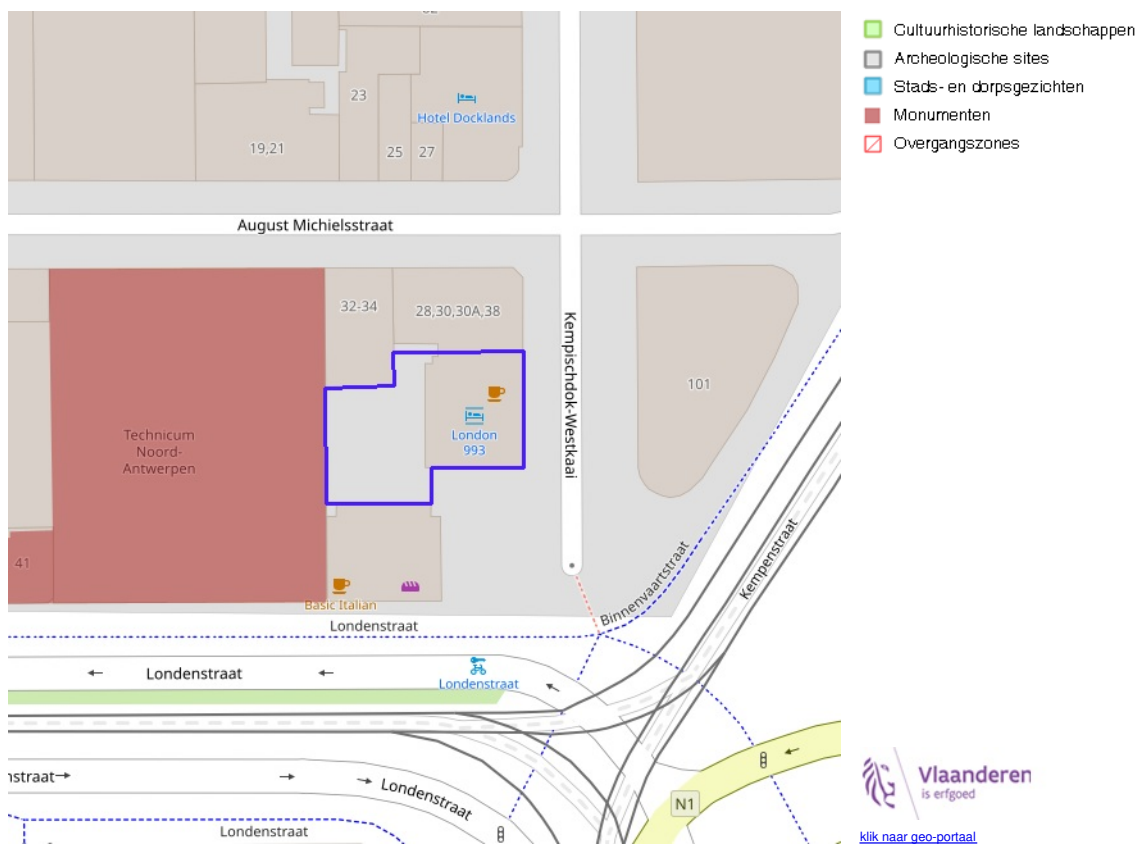 23
Hotel Docklands
19,21
25
27
August Michielsstraat
32-34
28,30,30A,38
Kempischdok-Westkaai
101
Technicum
Noord-
Antwerpen
London
993
41
Basic Italian
Binnenvaartstraat
Kempenstraat
Londenstraat
Londenstraat
Londenstraat
nstraat
Londenstraat
N1
Londenstraat
Cultuurhistorische landschappen
Archeologische sites
Stads- en dorpsgezichten
Monumenten
Overgangszones
Vlaanderen
is erfgoed
klik naar geo-portaal